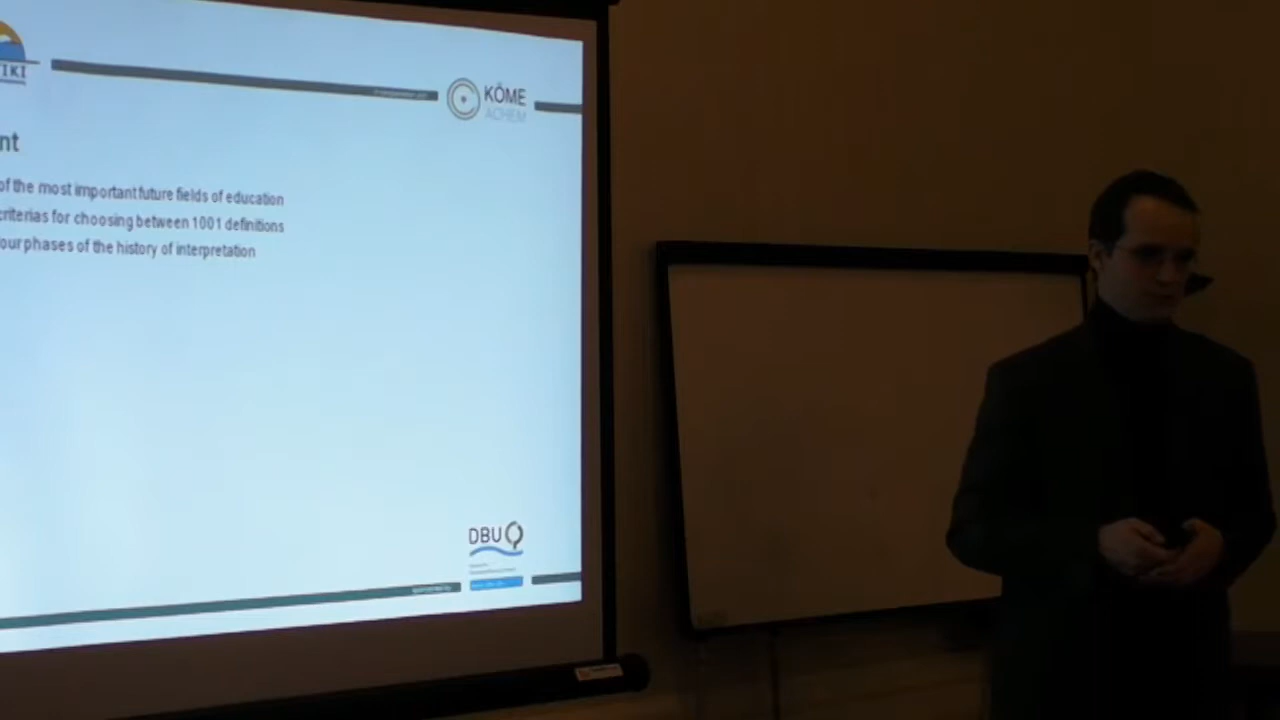 IKI
KÖME
ACHEM
nt
of the most important future fields of education
criterias for choosing between 1001 definitions
our phases of the history of interpretation
DBU